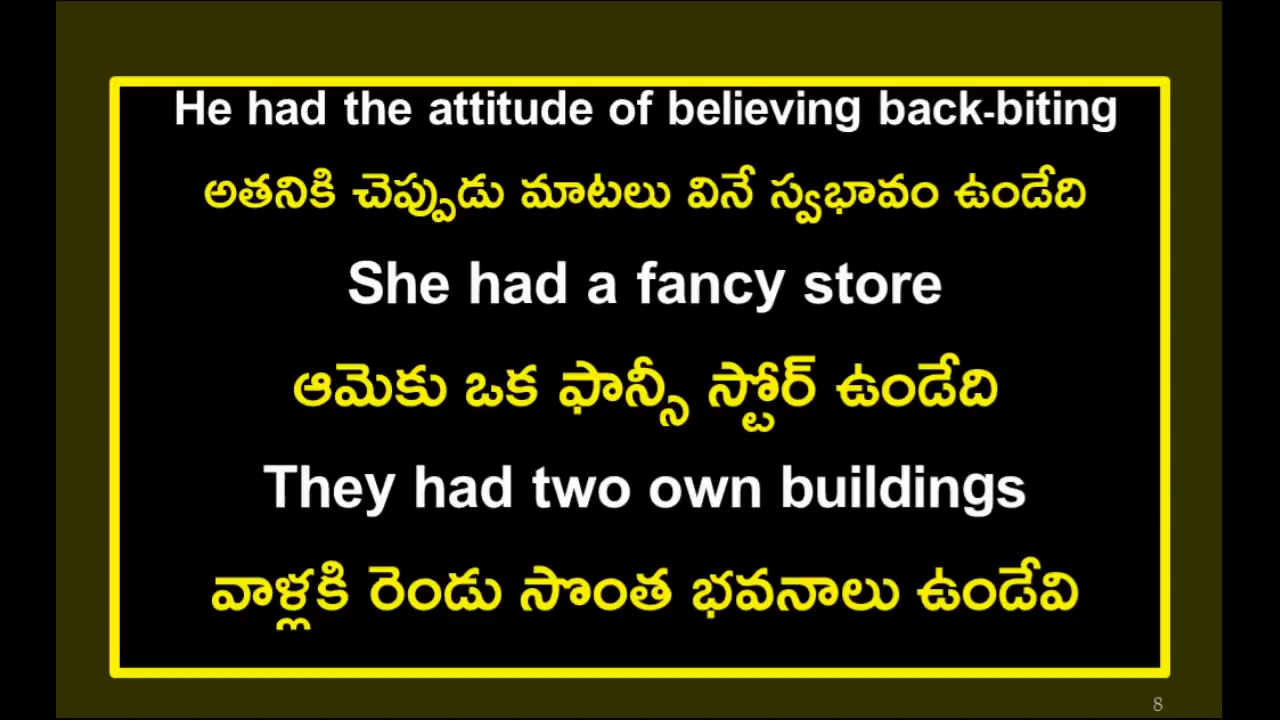 He had the attitude of believing back-biting
అతనికి చెప్పుడు మాటలు వినే స్వభావం ఉండేది
She had a fancy store
ఆమెకు ఒక ఫాన్సీ స్టోర్ ఉండేది
They had two own buildings
వాళ్లకి రెండు సొంత భవనాలు ఉండేవి
8